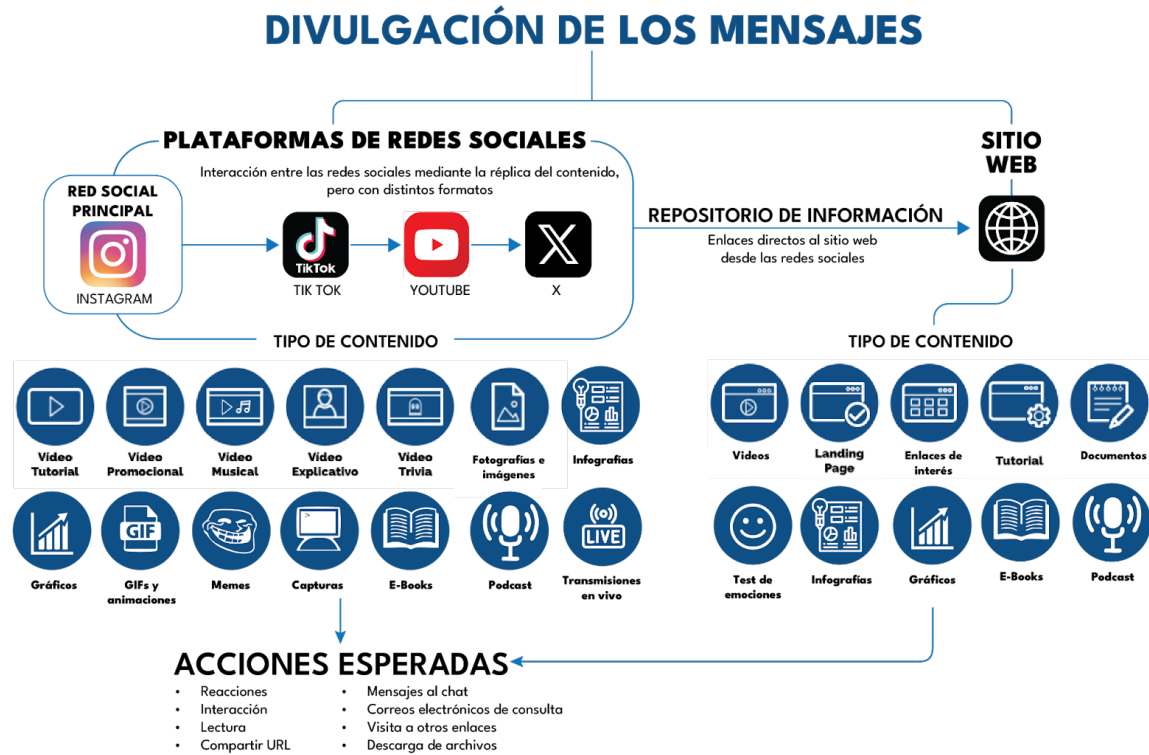 DIVULGACIÓN DE LOS MENSAJES
PLATAFORMAS DE REDES SOCIALES
Interacción entre las redes sociales mediante la réplica del contenido,
pero con distintos formatos
RED SOCIAL
PRINCIPAL
INSTAGRAM
TikTok
TIK TOK
YOUTUBE
X
REPOSITORIO DE INFORMACIÓN
Enlaces directos al sitio web
desde las redes sociales
SITIO
WEB
TIPO DE CONTENIDO
Vídeo
Tutorial
Vídeo
Promocional
Vídeo
Musical
Vídeo
Explicativo
Vídeo
Trivia
Fotografías e
imágenes
Infografías
GIF
LIVE
Gráficos
GIFs y
animaciones
Memes
Capturas
E-Books
Podcast
Transmisiones
en vivo
TIPO DE CONTENIDO
Videos
Landing
Page
Enlaces de
interés
Tutorial
Documentos
Test de
emociones
Infografías
Gráficos
E-Books
Podcast
ACCIONES ESPERADAS
• Reacciones
• Interacción
• Lectura
• Compartir URL
• Mensajes al chat
• Correos electrónicos de consulta
• Visita a otros enlaces
• Descarga de archivos